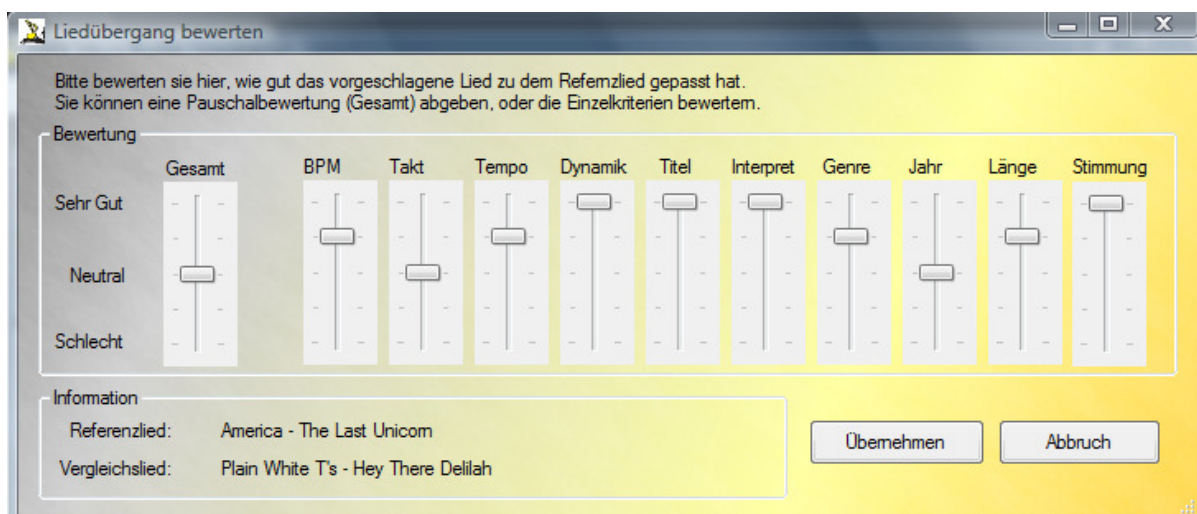 Liedübergang bewerten
Bitte bewerten sie hier, wie gut das vorgeschlagene Lied zu dem Refernzlied gepasst hat.
Sie können eine Pauschalbewertung (Gesamt) abgeben, oder die Einzelkriterien bewertern.
Bewertung
Gesamt BPM Takt Tempo Dynamik Titel Interpret Genre Jahr Länge Stimmung
Sehr Gut
Neutral
Schlecht
Information
Referenzlied: America - The Last Unicorn
Vergleichslied: Plain White T's - Hey There Delilah
Übernehmen Abbruch